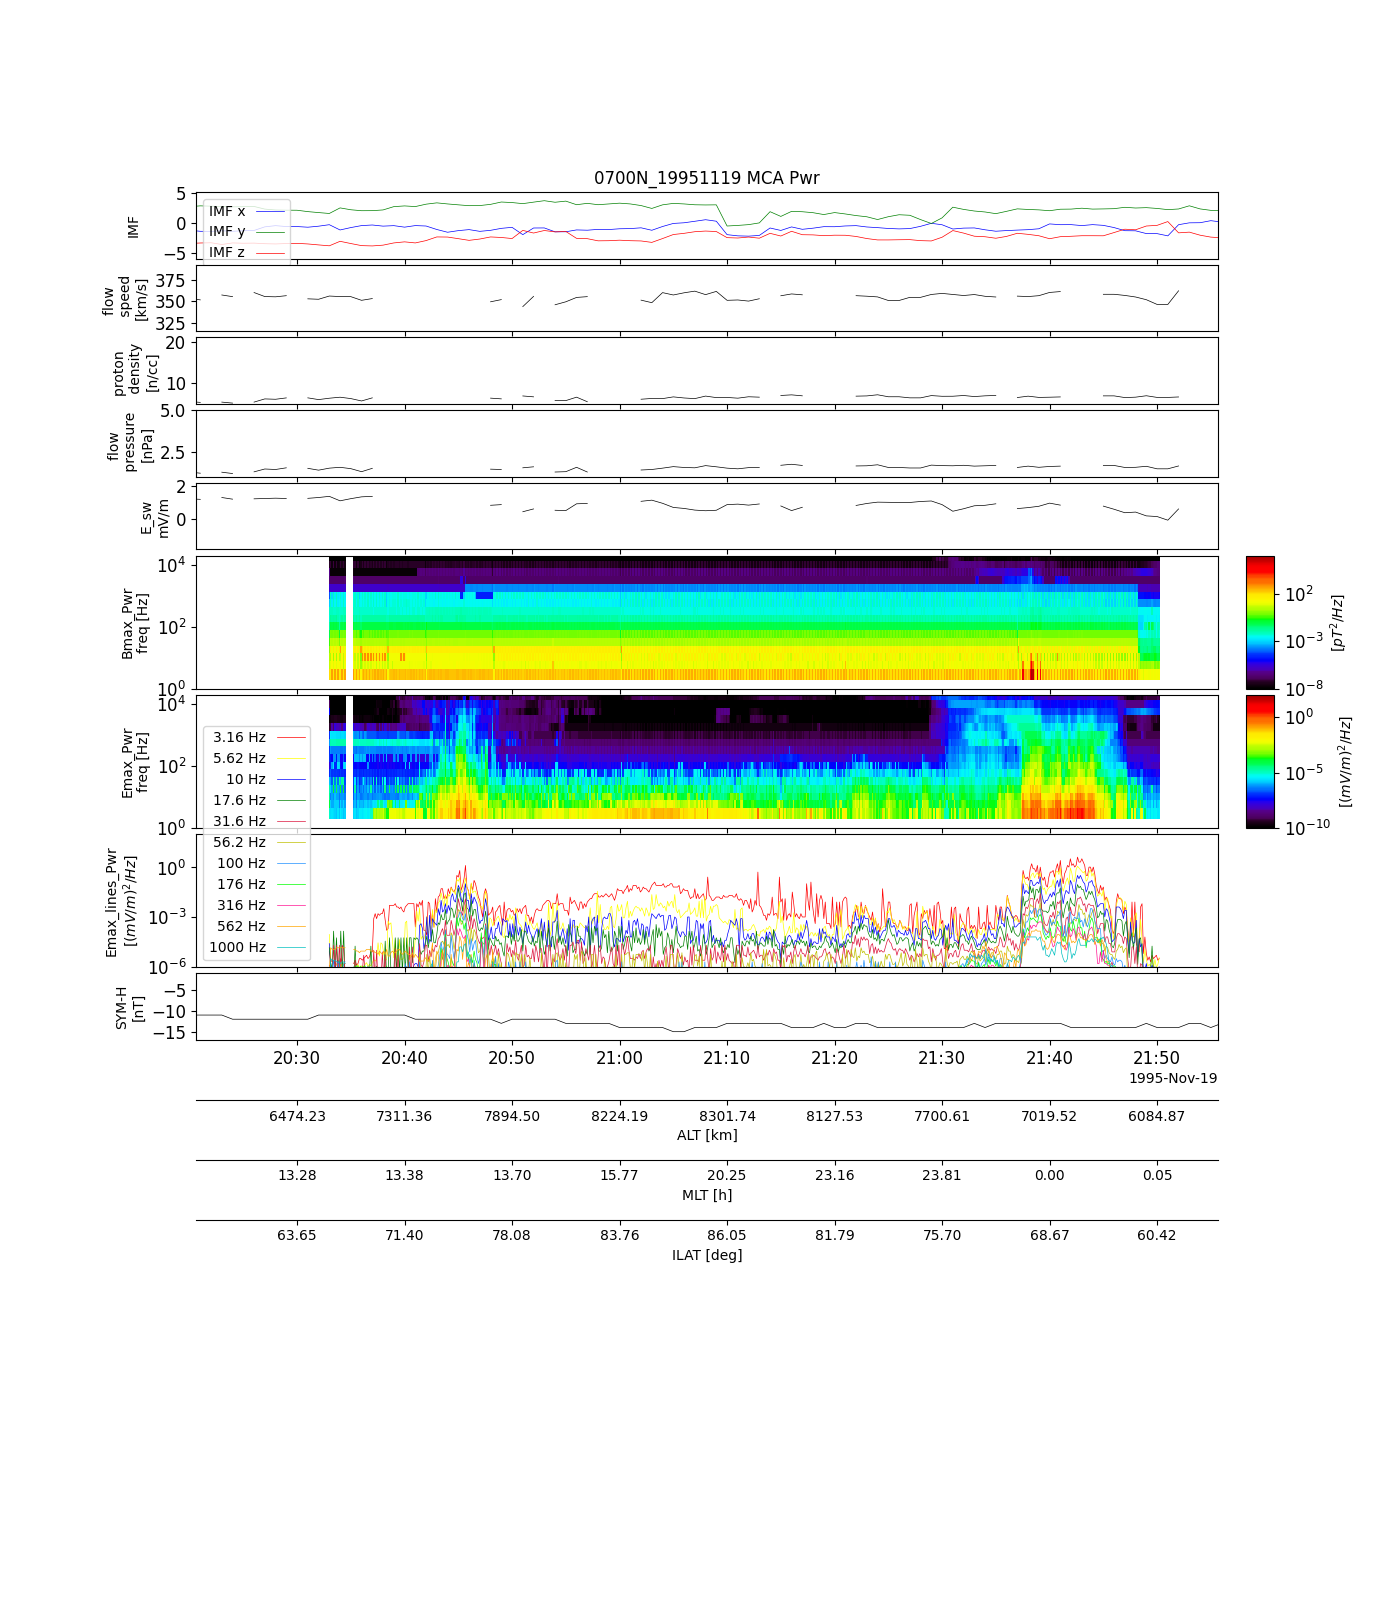 0700N_19951119 MCA Pwr
5
0
−5
IMF
IMF x
IMF y
IMF z
375
350
325
flow
speed
[km/s]
20
10
proton
density
[n/cc]
5.0
2.5
flow
pressure
[nPa]
2
0
E_sw
mV/m
10^4
10^2
10^0
Bmax_Pwr
freq [Hz]
10^2
10^−3
10^−8
[pT^2/Hz]
10^4
10^2
10^0
Emax_Pwr
freq [Hz]
10^0
10^−5
10^−10
[(mV/m)^2/Hz]
3.16 Hz
5.62 Hz
10 Hz
17.6 Hz
31.6 Hz
56.2 Hz
100 Hz
176 Hz
316 Hz
562 Hz
1000 Hz
10^0
10^−3
10^−6
Emax_lines_Pwr
[(mV/m)^2/Hz]
−5
−10
−15
SYM-H
[nT]
20:30 20:40 20:50 21:00 21:10 21:20 21:30 21:40 21:50
1995-Nov-19
6474.23 7311.36 7894.50 8224.19 8301.74 8127.53 7700.61 7019.52 6084.87
ALT [km]
13.28 13.38 13.70 15.77 20.25 23.16 23.81 0.00 0.05
MLT [h]
63.65 71.40 78.08 83.76 86.05 81.79 75.70 68.67 60.42
ILAT [deg]